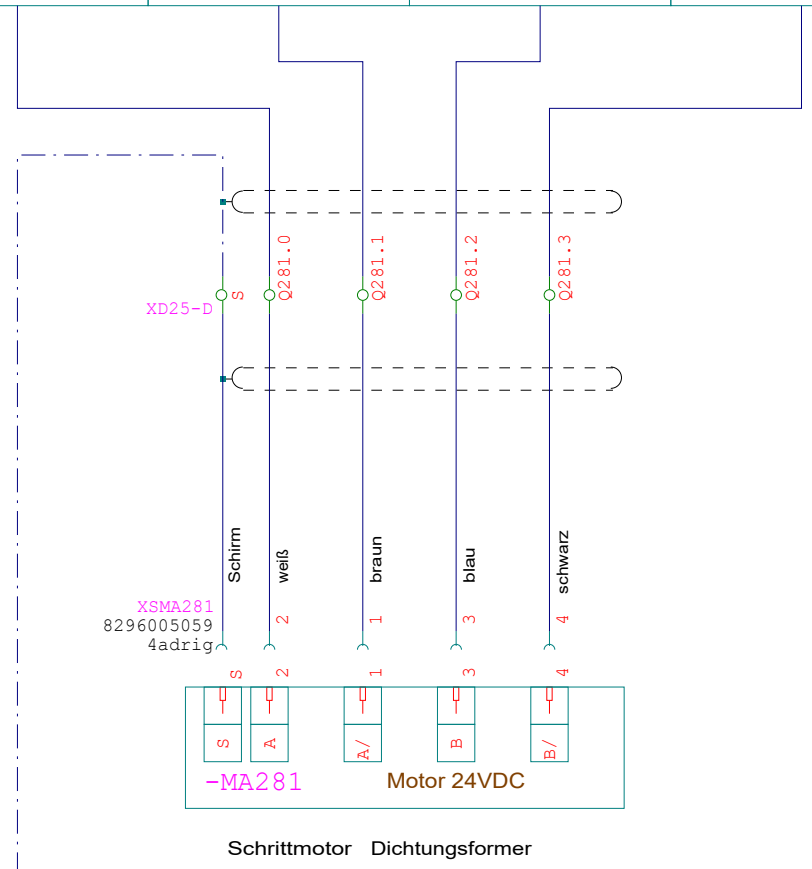 Q281.0
Q281.1
Q281.2
Q281.3
XD25-D
S
Schirm
weiß
braun
blau
schwarz
XSMA281
8296005059
4adrig
2
1
3
4
S
2
1
3
4
S
A
A/
B
B/
-MA281
Motor 24VDC
Schrittmotor Dichtungsformer